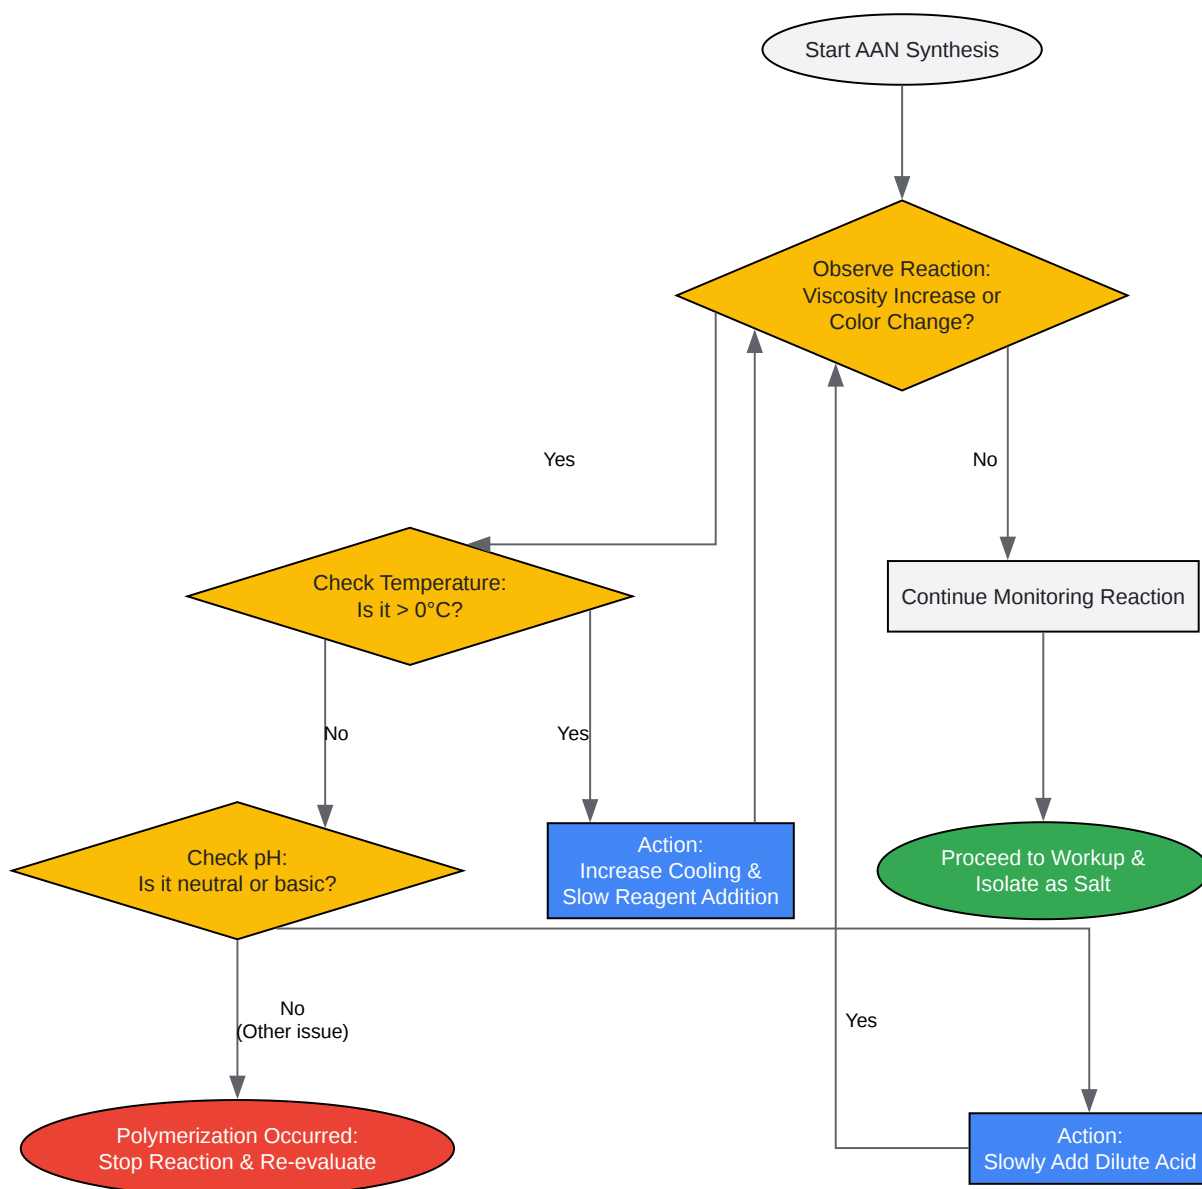 Start AAN Synthesis
Observe Reaction:
Viscosity Increase or
Color Change?
Yes
No
Check Temperature:
Is it > 0°C?
Continue Monitoring Reaction
No
Yes
Check pH:
Is it neutral or basic?
Action:
Increase Cooling &
Slow Reagent Addition
Proceed to Workup &
Isolate as Salt
No
(Other issue)
Yes
Polymerization Occurred:
Stop Reaction & Re-evaluate
Action:
Slowly Add Dilute Acid